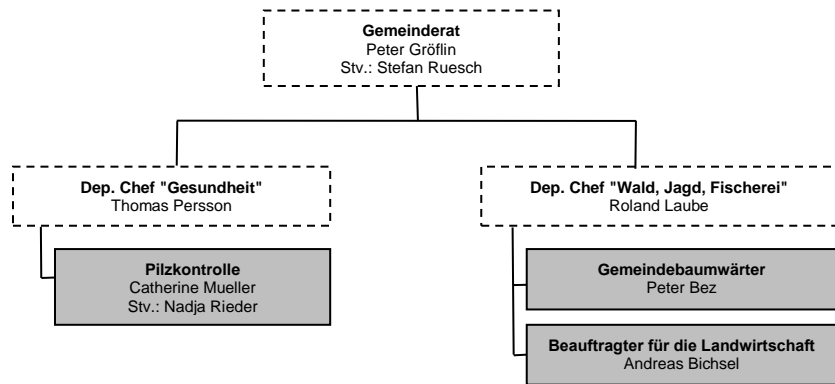 Gemeinderat
Peter Gröflin
Stv.: Stefan Ruesch
Dep. Chef "Gesundheit"
Thomas Persson
Dep. Chef "Wald, Jagd, Fischerei"
Roland Laube
Pilzkontrolle
Catherine Mueller
Stv.: Nadja Rieder
Gemeindebaumwärter
Peter Bez
Beauftragter für die Landwirtschaft
Andreas Bichsel